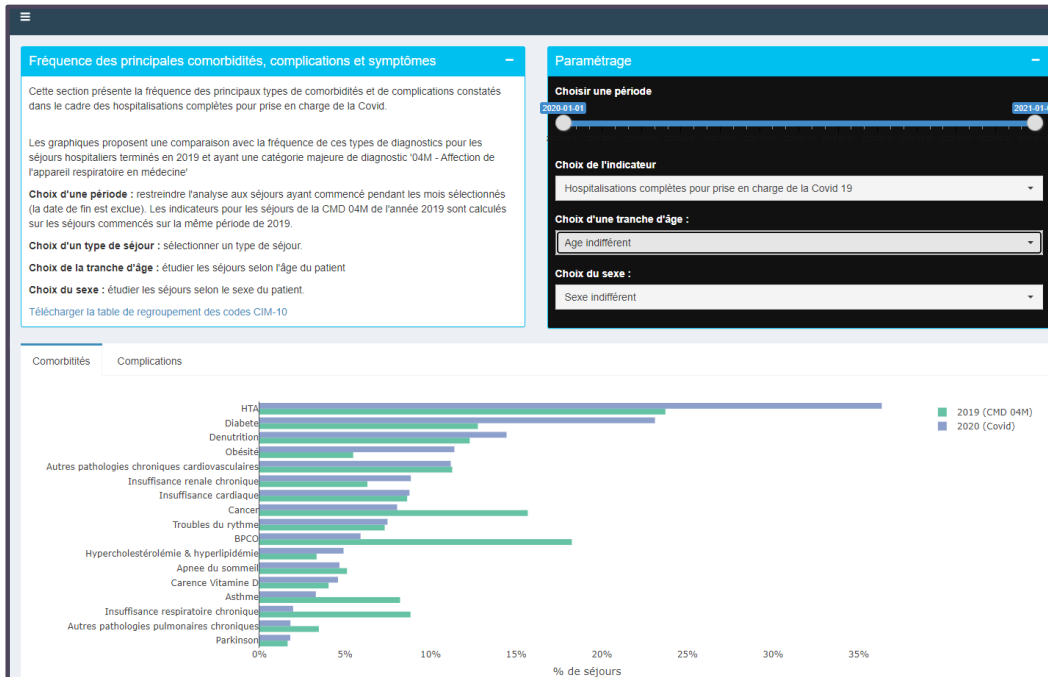 Fréquence des principales comorbidités, complications et symptômes
Cette section présente la fréquence des principaux types de comorbidités et de complications constatés
dans le cadre des hospitalisations complètes pour prise en charge de la Covid.
Les graphiques proposent une comparaison avec la fréquence de ces types de diagnostics pour les
séjours hospitaliers terminés en 2019 et ayant une catégorie majeure de diagnostic '04M - Affection de
l'appareil respiratoire en médecine'
Choix d'une période : restreindre l'analyse aux séjours ayant commencé pendant les mois sélectionnés
(la date de fin est exclue). Les indicateurs pour les séjours de la CMD 04M de l'année 2019 sont calculés
sur les séjours commencés sur la même période de 2019.
Choix d'un type de séjour : sélectionner un type de séjour.
Choix de la tranche d'âge : étudier les séjours selon l'âge du patient
Choix du sexe : étudier les séjours selon le sexe du patient.
Télécharger la table de regroupement des codes CIM-10
Paramétrage
Choisir une période
2020-01-01
2021-01-
Choix de l'indicateur
Hospitalisations complètes pour prise en charge de la Covid 19
Choix d'une tranche d'âge :
Age indifférent
Choix du sexe :
Sexe indifférent
Comorbitités
Complications
HTA
Diabete
Denutrition
Obésité
Autres pathologies chroniques cardiovasculaires
Insuffisance renale chronique
Insuffisance cardiaque
Cancer
Troubles du rythme
BPCO
Hypercholestérolémie & hyperlipidémie
Apnee du sommeil
Carence Vitamine D
Asthme
Insuffisance respiratoire chronique
Autres pathologies pulmonaires chroniques
Parkinson
0% 5% 10% 15% 20% 25% 30% 35%
% de séjours
2019 (CMD 04M)
2020 (Covid)